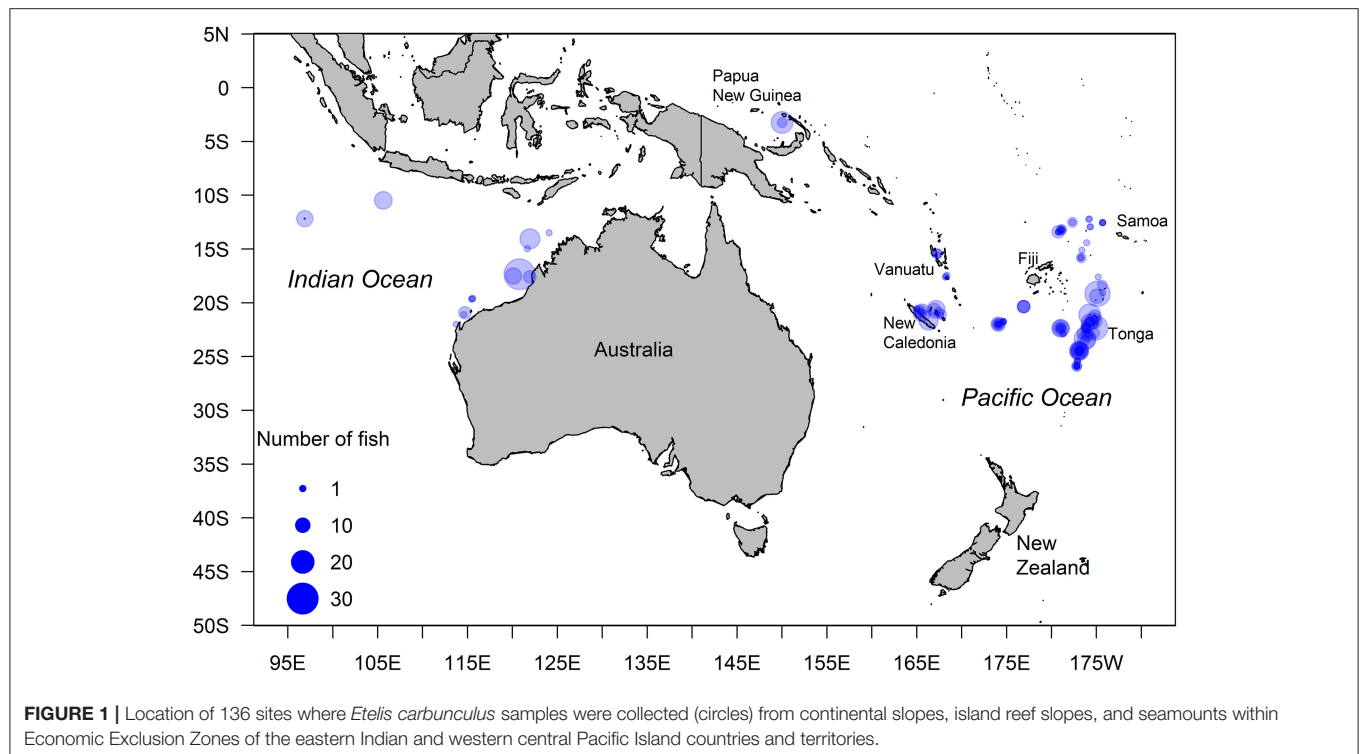 5N
0
5S
10S
15S
20S
25S
30S
35S
40S
45S
50S
Papua
New Guinea
Samoa
Indian Ocean
Vanuatu
Fiji
New
Caledonia
Tonga
Australia
Pacific Ocean
Number of fish
1
10
20
30
New
Zealand
95E 105E 115E 125E 135E 145E 155E 165E 175E 175W
FIGURE 1 | Location of 136 sites where Etelis carbunculus samples were collected (circles) from continental slopes, island reef slopes, and seamounts within
Economic Exclusion Zones of the eastern Indian and western central Pacific Island countries and territories.